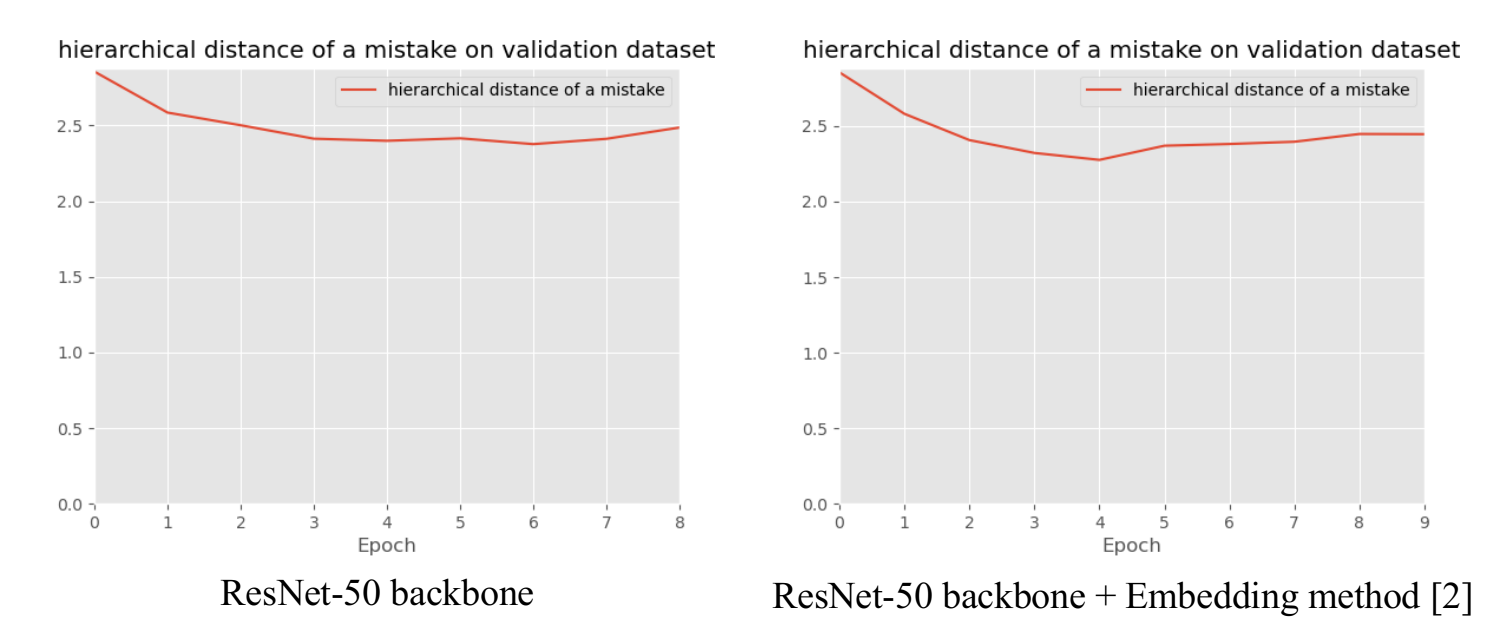 hierarchical distance of a mistake on validation dataset
hierarchical distance of a mistake
2.5
2.0
1.5
1.0
0.5
0.0
0 1 2 3 4 5 6 7 8
Epoch
ResNet-50 backbone
hierarchical distance of a mistake on validation dataset
hierarchical distance of a mistake
2.5
2.0
1.5
1.0
0.5
0.0
0 1 2 3 4 5 6 7 8 9
Epoch
ResNet-50 backbone + Embedding method [2]